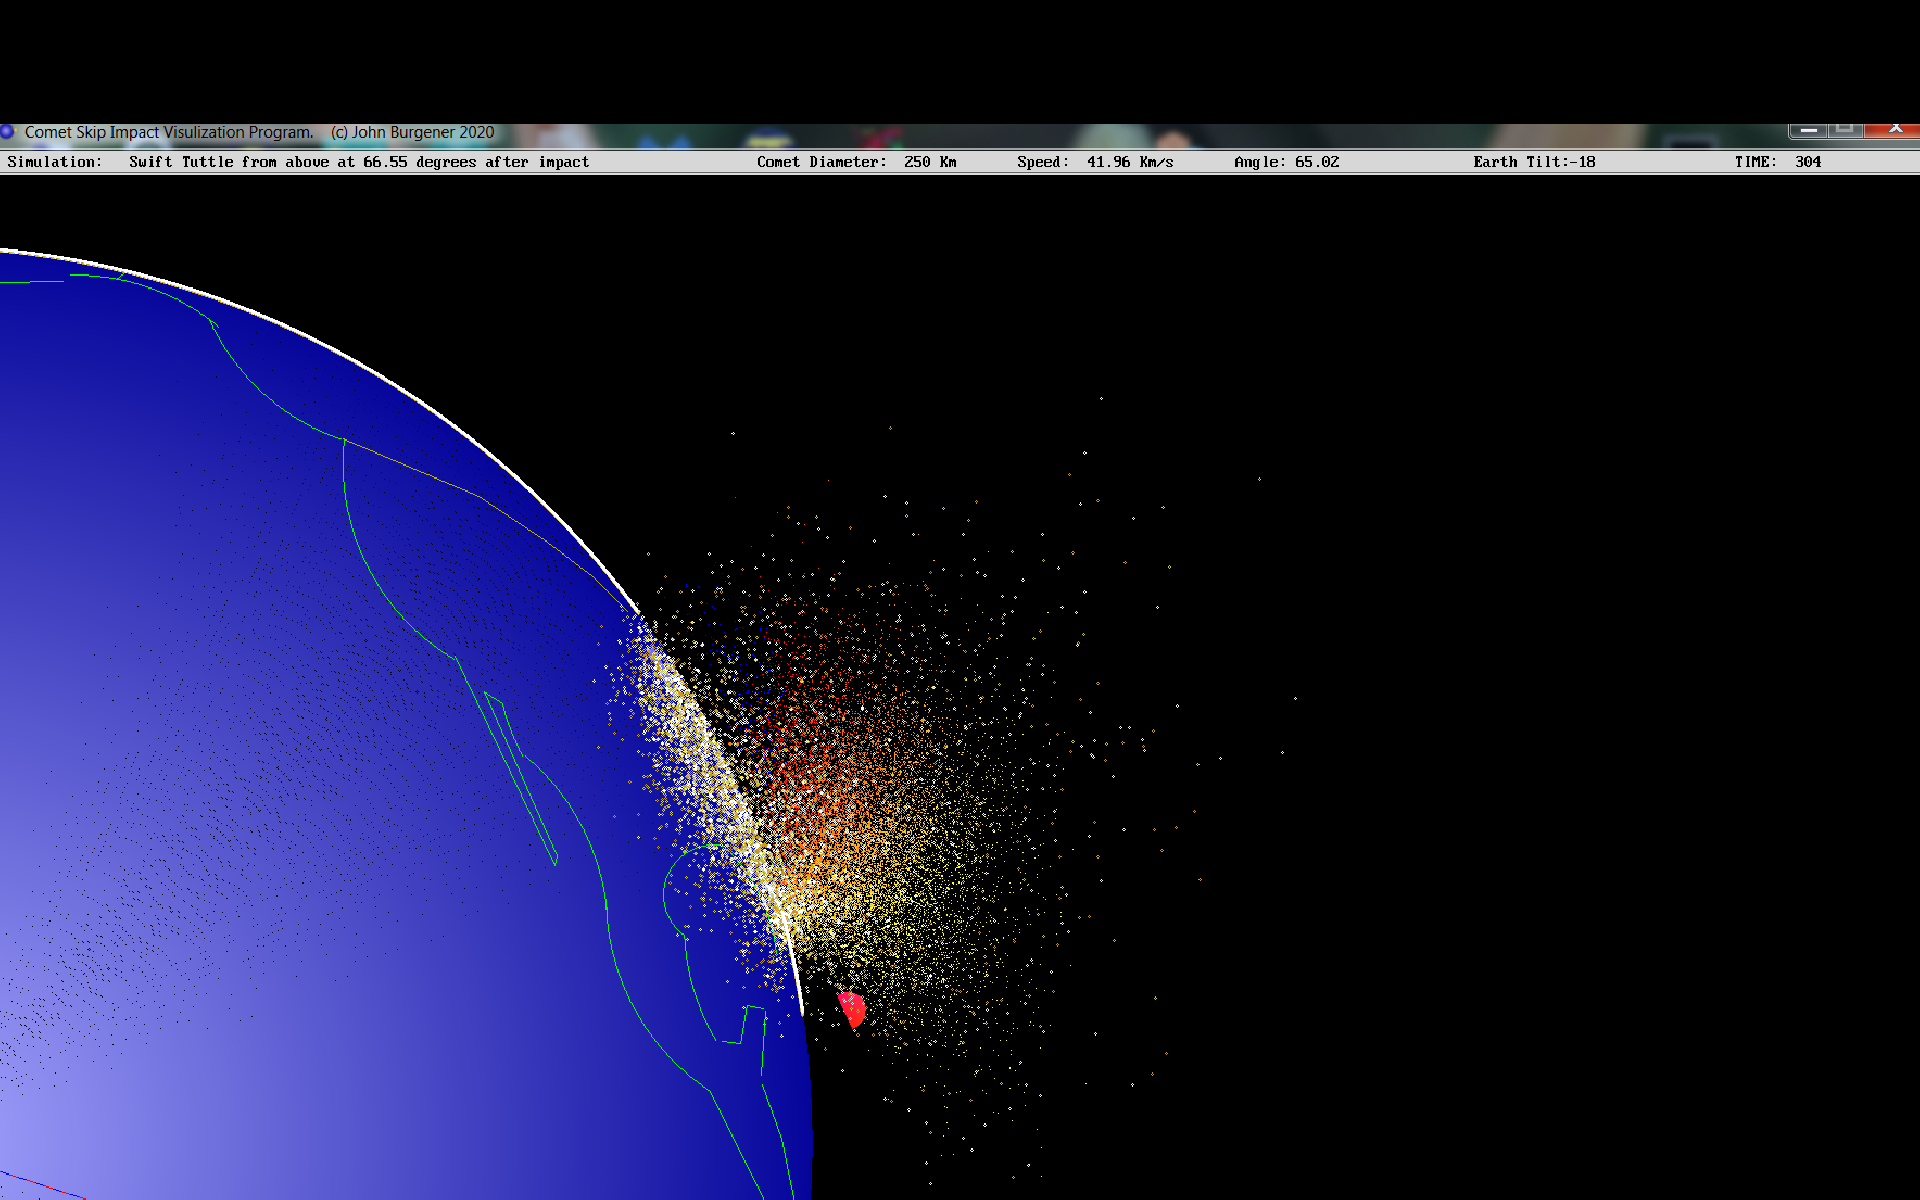 Comet Skip Impact Visulization Program. (c) John Burgener 2020
Simulation: Swift Tuttle from above at 66.55 degrees after impact Comet Diameter: 250 Km Speed: 41.96 Km/s Angle: 65.02 Earth Tilt:-18 TIME: 304